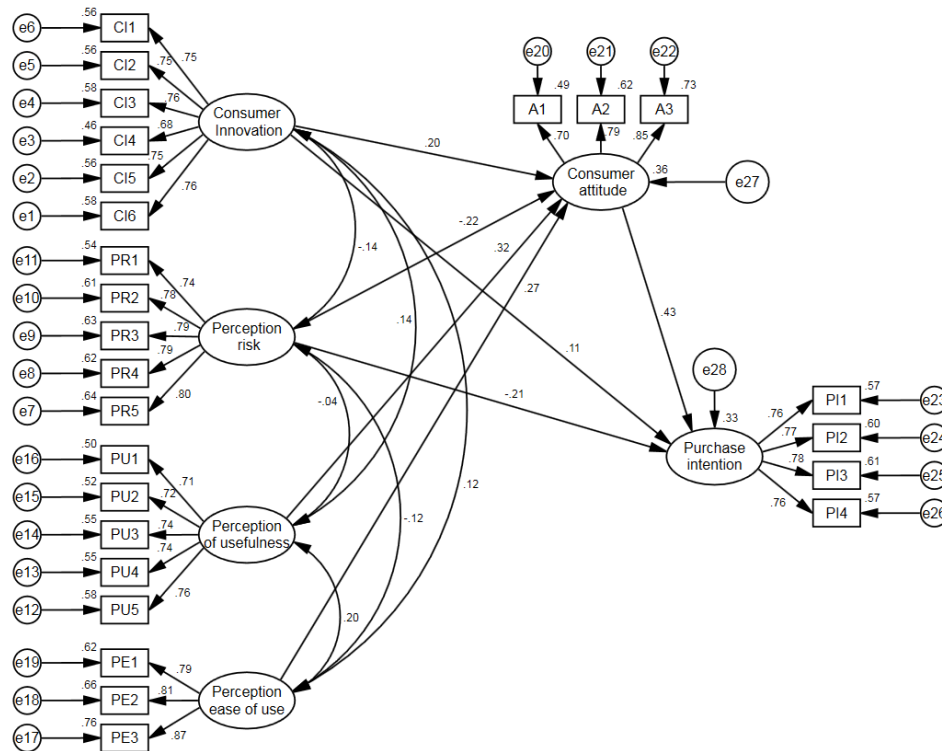 e6 .56 CI1 .75
e5 .56 CI2 .75
e4 .58 CI3 .76
e3 .46 CI4 .68
e2 .56 CI5 .75
e1 .58 CI6 .76
Consumer
Innovation
e11 .54 PR1 .74
e10 .61 PR2 .78
e9 .63 PR3 .79
e8 .62 PR4 .79
e7 .64 PR5 .80
Perception
risk
e16 .50 PU1 .71
e15 .52 PU2 .72
e14 .55 PU3 .74
e13 .55 PU4 .74
e12 .58 PU5 .76
Perception
of usefulness
e19 .62 PE1 .79
e18 .66 PE2 .81
e17 .76 PE3 .87
Perception
ease of use
-.14
.14
-.04
.12
-.12
.20
.20
-.22
.32
.27
.11
-.21
.43
e20 e21 e22
.49 .62 .73
A1 A2 A3
.70 .79 .85
Consumer
attitude
.36
e27
e28
.33
Purchase
intention
.76 PI1 .57 e23
.77 PI2 .60 e24
.78 PI3 .61 e25
.76 PI4 .57 e26